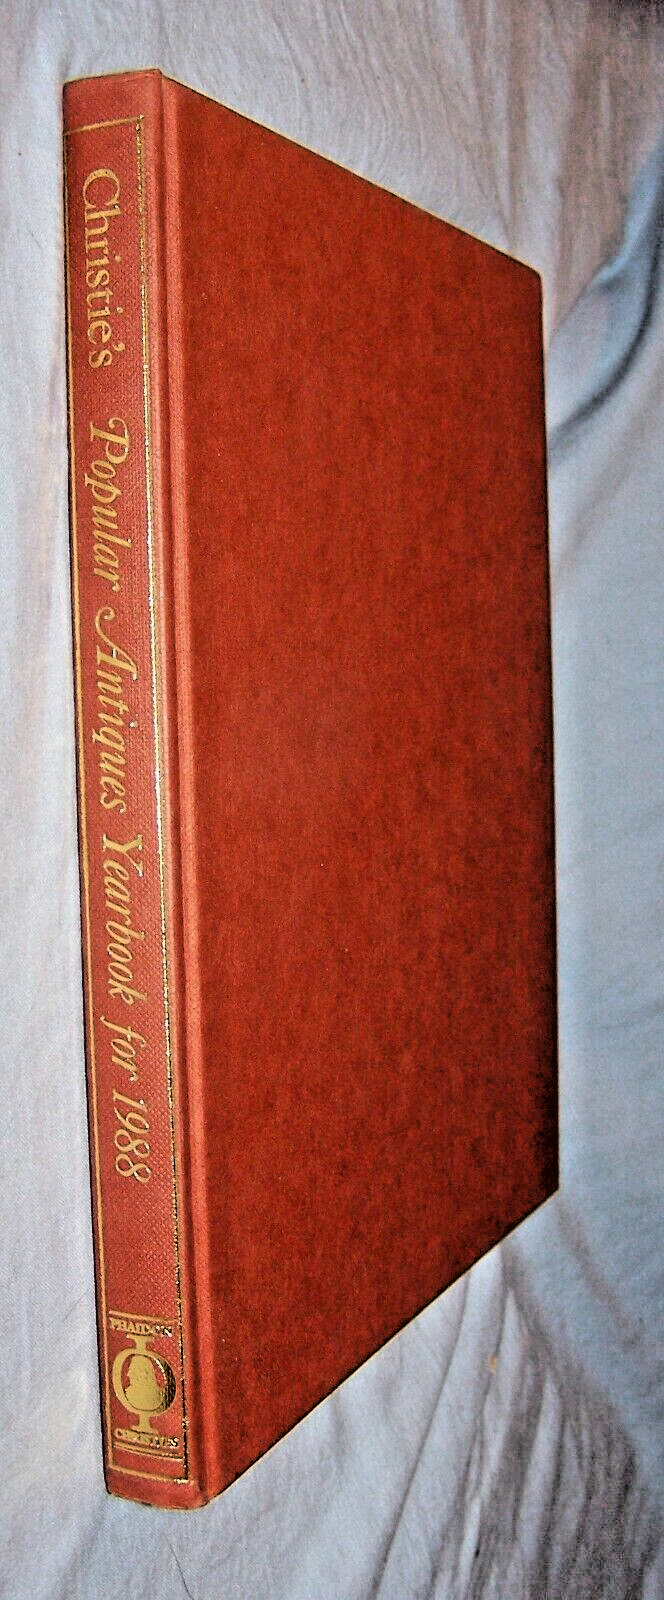 Christie's Popular Antiques Yearbook for 1988
PHAIDON
CHRISTIE'S